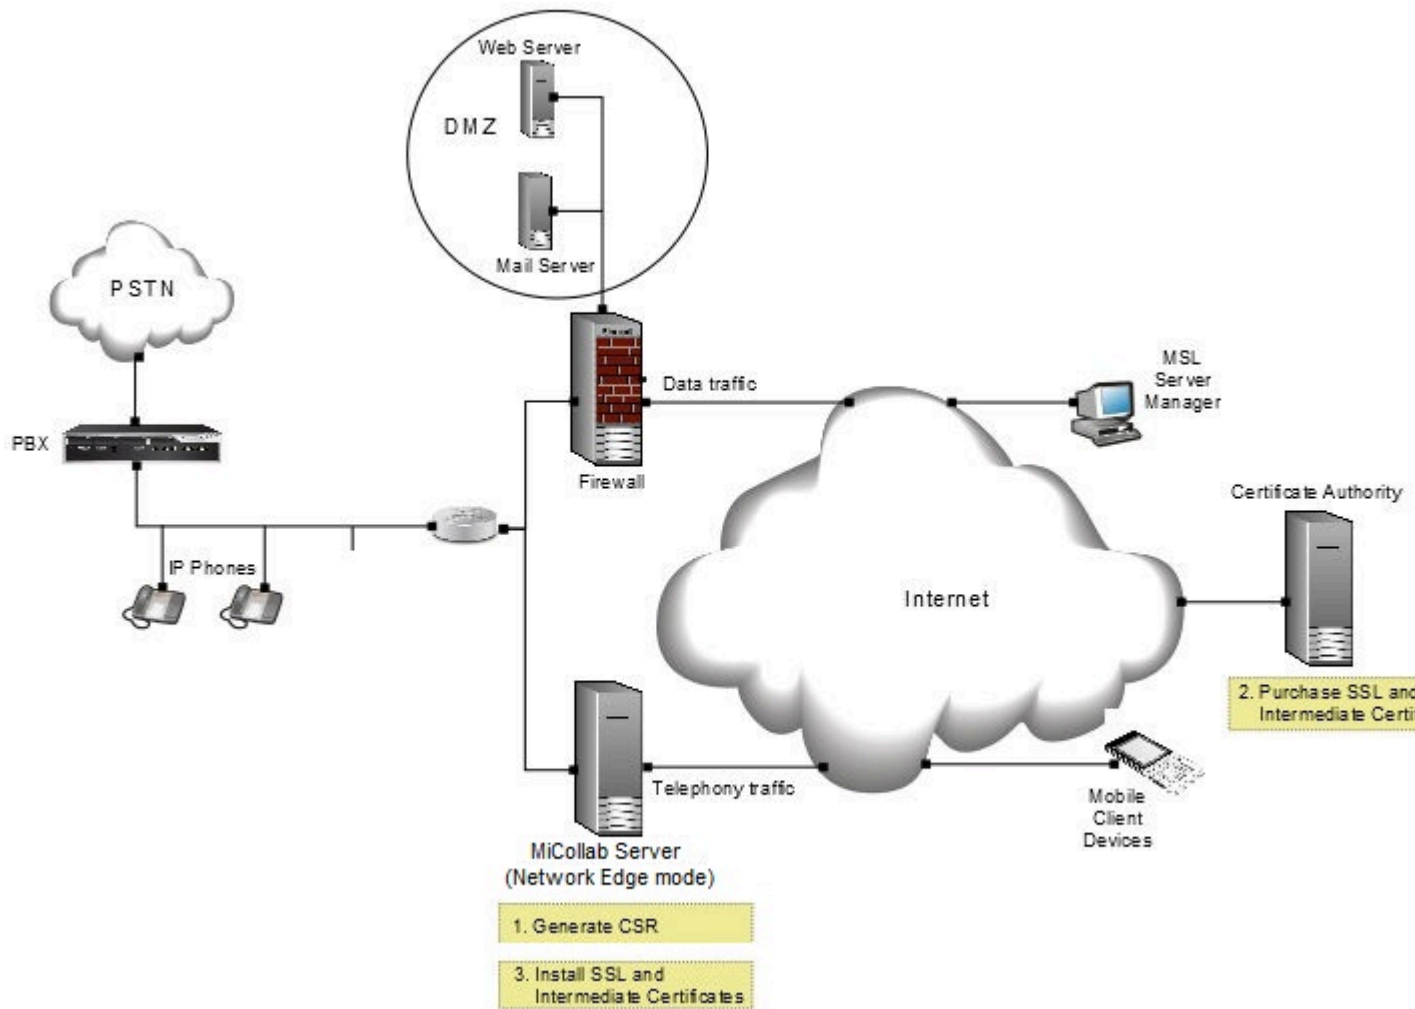 Web Server
DMZ
Mail Server
PSTN
Firewall
Data traffic
MSL
Server
Manager
PBX
Firewall
Certificate Authority
IP Phones
Internet
2. Purchase SSL and
Intermediate Certif
Telephony traffic
Mobile
Client
Devices
MiCollab Server
(Network Edge mode)
1. Generate CSR
3. Install SSL and
Intermediate Certificates